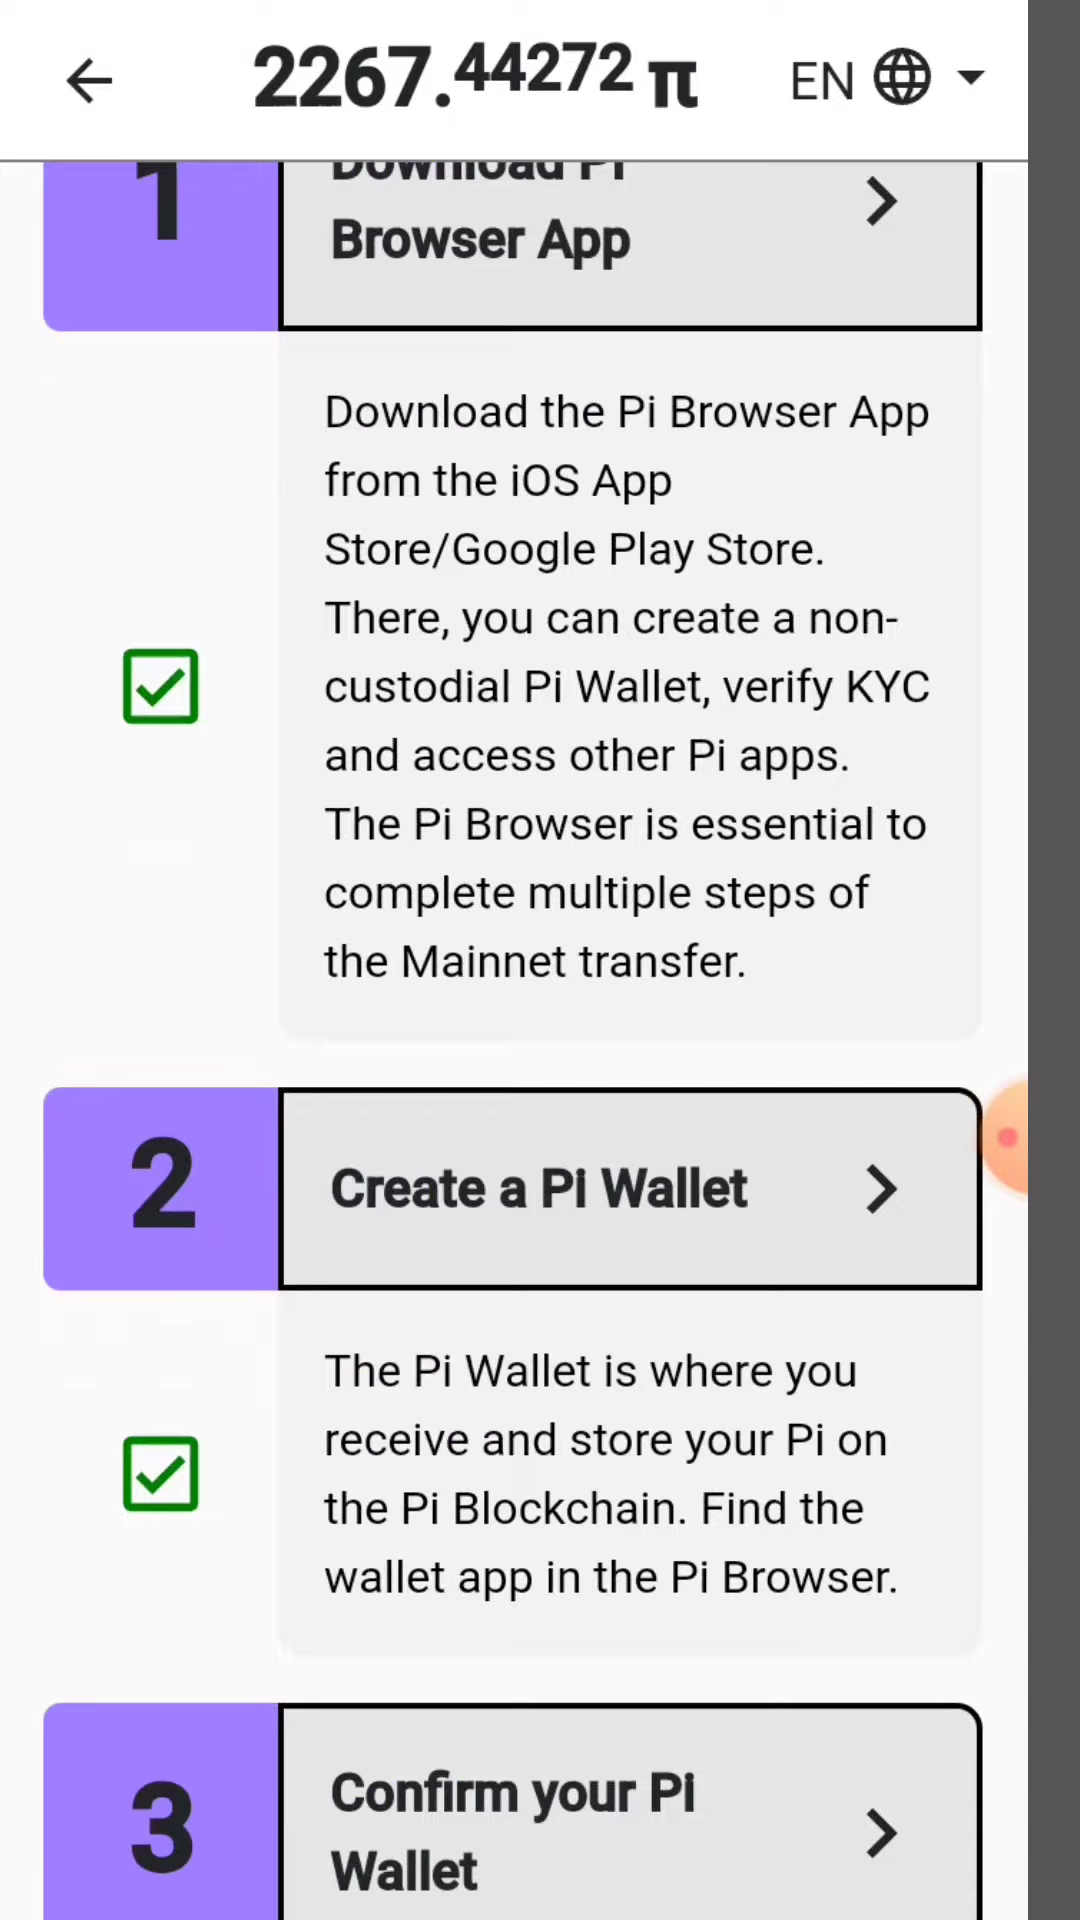 2267.44272 π EN
1 Download Pi
Browser App
Download the Pi Browser App
from the iOS App
Store/Google Play Store.
There, you can create a non-
custodial Pi Wallet, verify KYC
and access other Pi apps.
The Pi Browser is essential to
complete multiple steps of
the Mainnet transfer.
2 Create a Pi Wallet
The Pi Wallet is where you
receive and store your Pi on
the Pi Blockchain. Find the
wallet app in the Pi Browser.
3 Confirm your Pi
Wallet